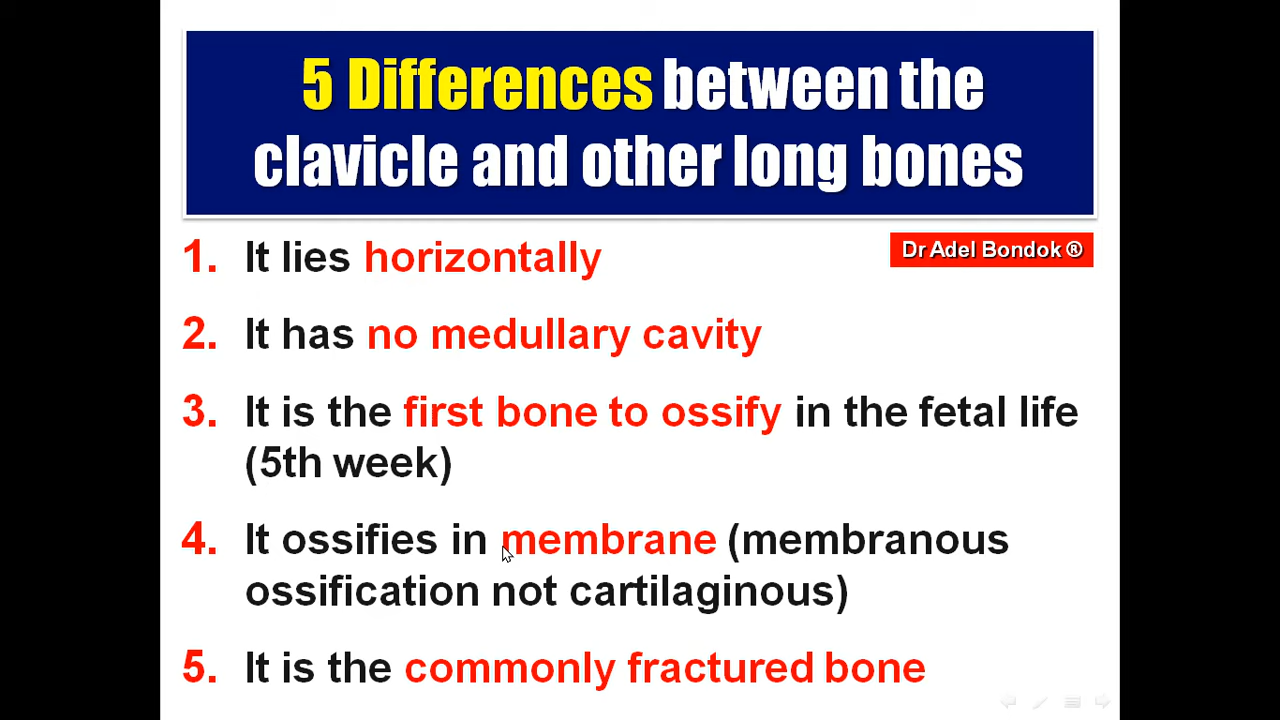 5 Differences between the
clavicle and other long bones
Dr Adel Bondok ®
1. It lies horizontally
2. It has no medullary cavity
3. It is the first bone to ossify in the fetal life
(5th week)
4. It ossifies in membrane (membranous
ossification not cartilaginous)
5. It is the commonly fractured bone